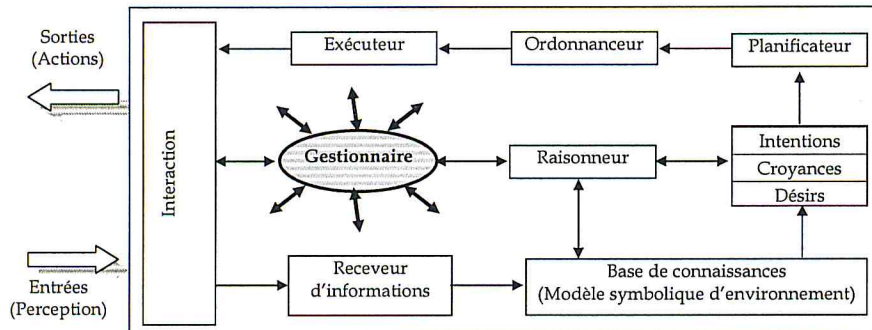 Sorties
(Actions)
Exécuteur
Ordonnanceur
Planificateur
Interaction
Gestionnaire
Raisonneur
Intentions
Croyances
Désirs
Entrées
(Perception)
Receveur
d'informations
Base de connaissances
(Modèle symbolique d'environnement)